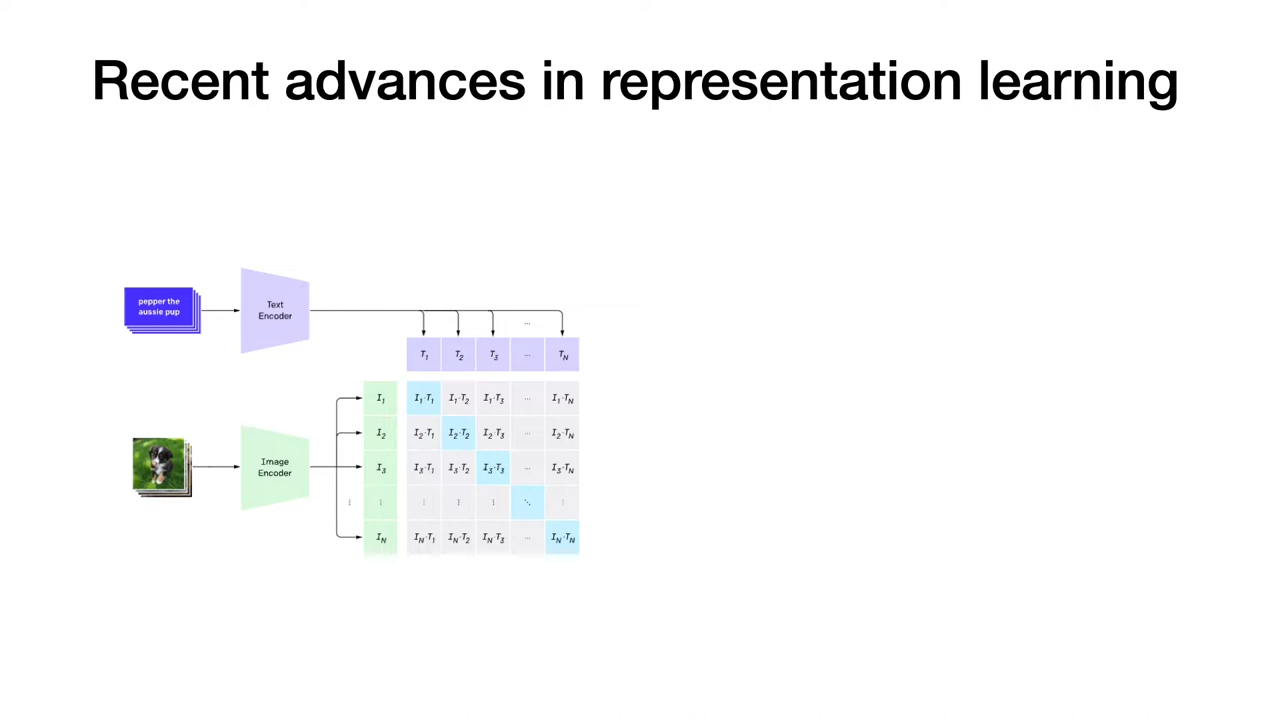 Recent advances in representation learning
pepper the
aussie pup
Text
Encoder
...
T1 T2 T3 ... TN
I1 I1·T1 I1·T2 I1·T3 ... I1·TN
I2 I2·T1 I2·T2 I2·T3 ... I2·TN
Image
Encoder
I3 I3·T1 I3·T2 I3·T3 ... I3·TN
⋮ ⋮ ⋮ ⋮ ⋮ ⋱ ⋮
IN IN·T1 IN·T2 IN·T3 ... IN·TN